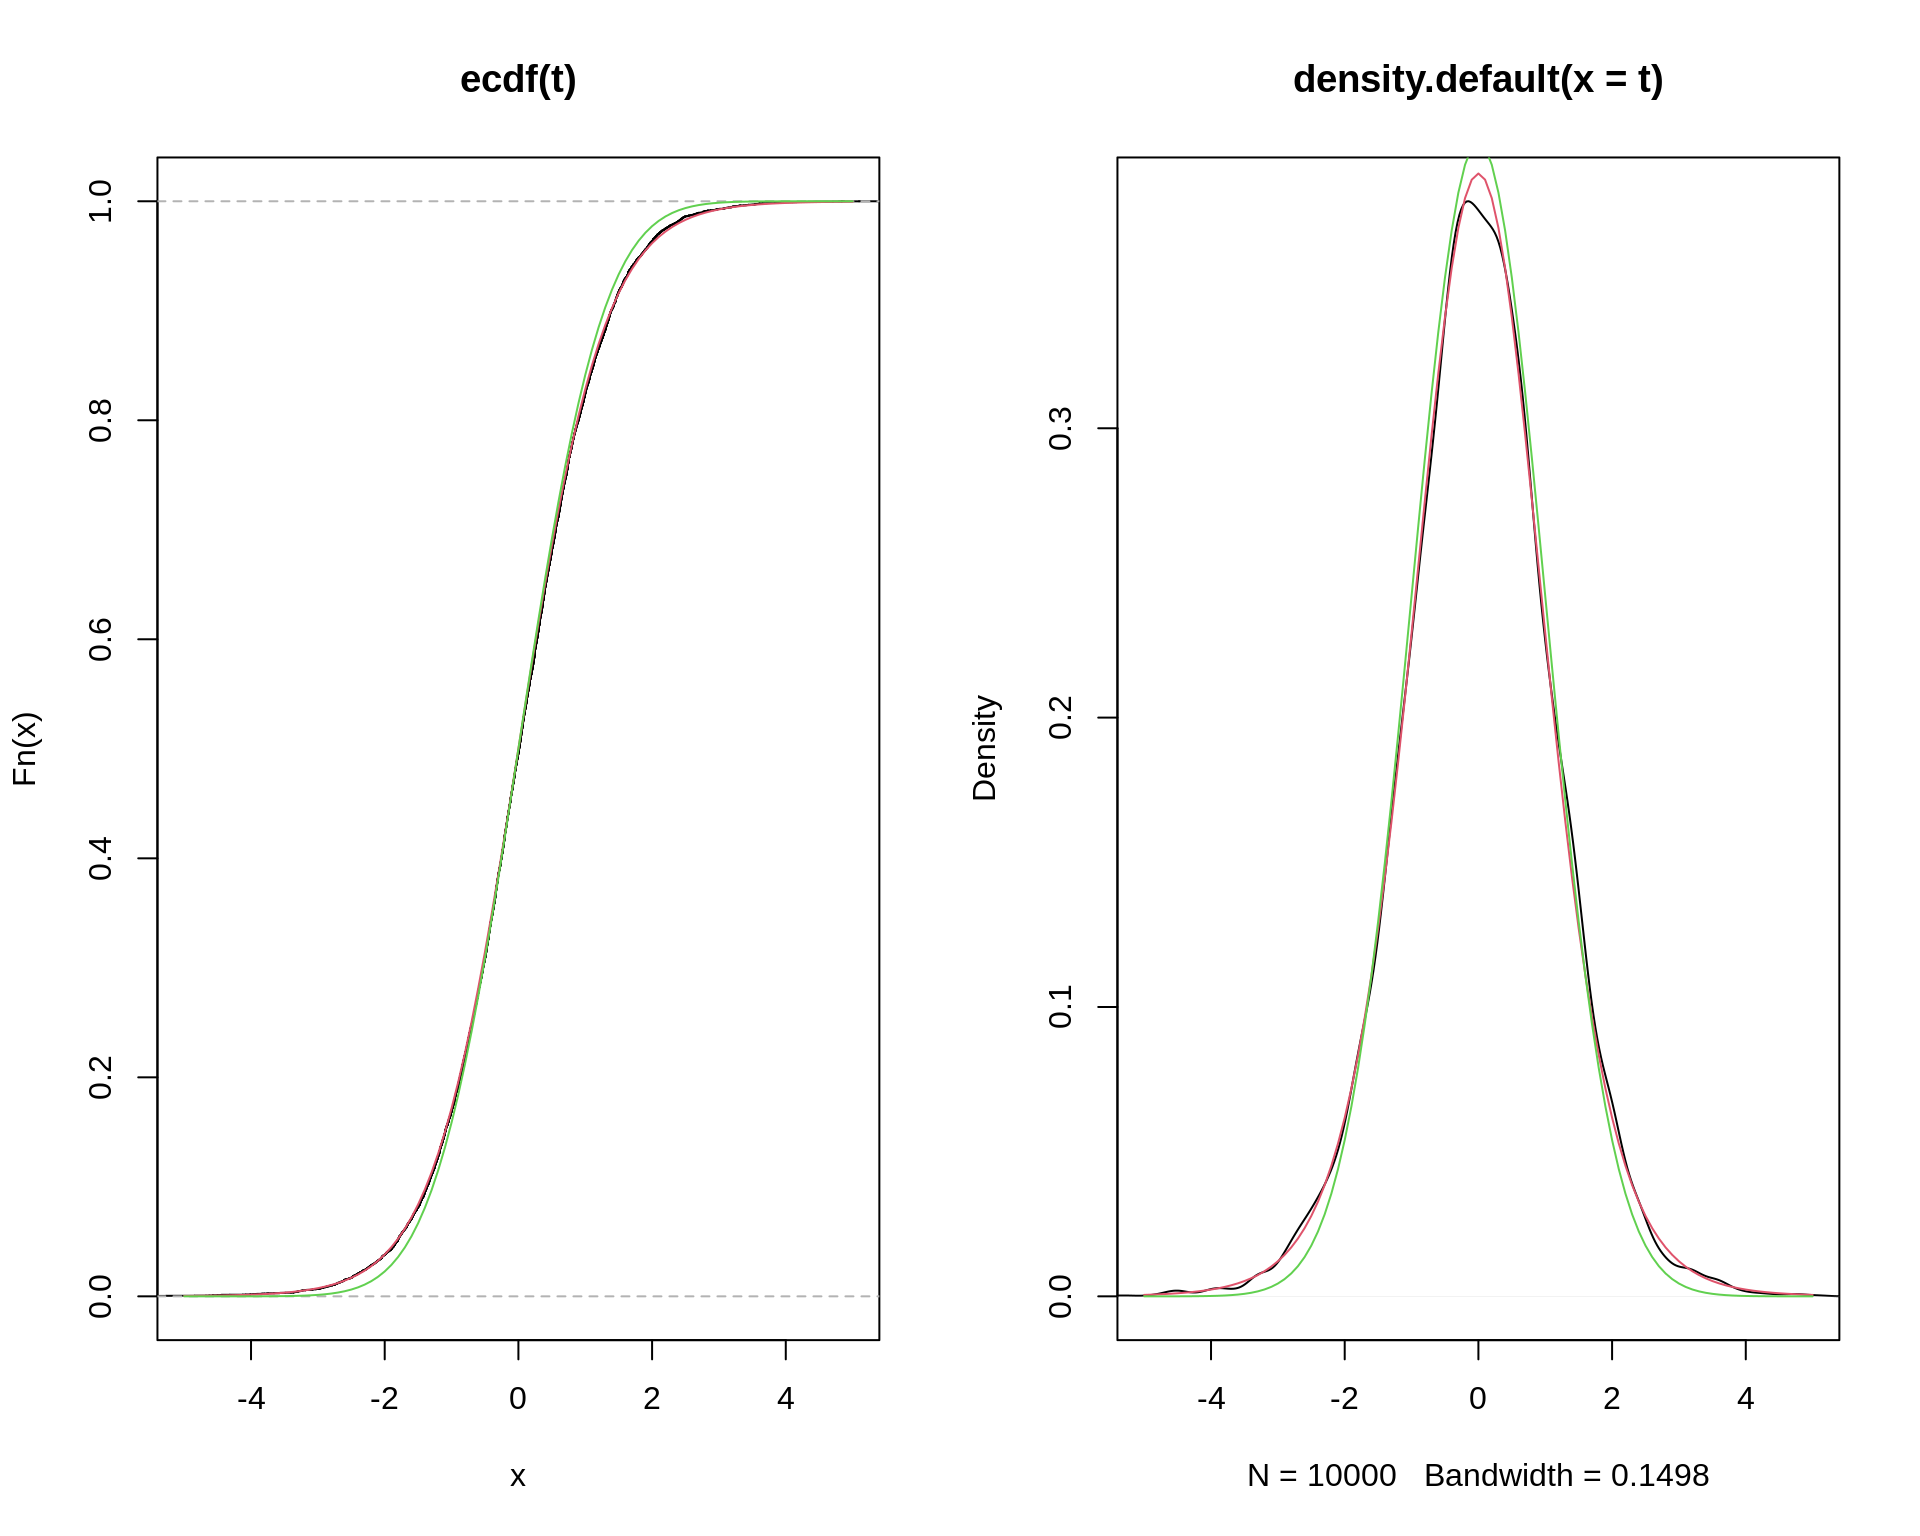 ecdf(t)
Fn(x)
1.0
0.8
0.6
0.4
0.2
0.0
-4 -2 0 2 4
x
density.default(x = t)
Density
0.3
0.2
0.1
0.0
-4 -2 0 2 4
N = 10000 Bandwidth = 0.1498